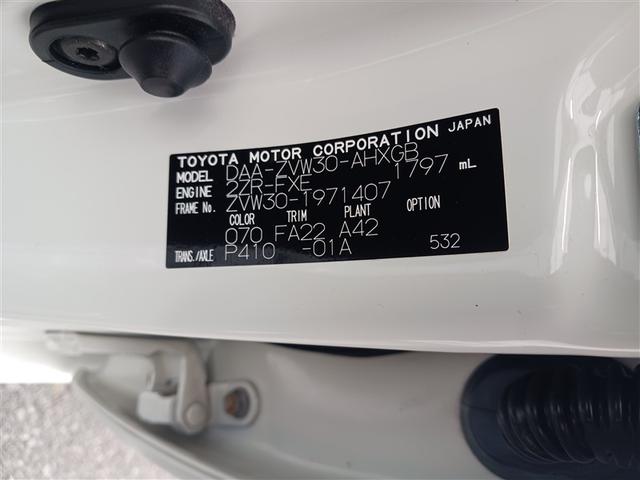 TOYOTA MOTOR CORPORATION JAPAN
MODEL DAA-ZVW30-AHXGB
ENGINE 2ZR-FXE 1797 mL
FRAME No. ZVW30-1971407
COLOR TRIM PLANT OPTION
070 FA22 A42
TRANS./AXLE P410 -01A 532